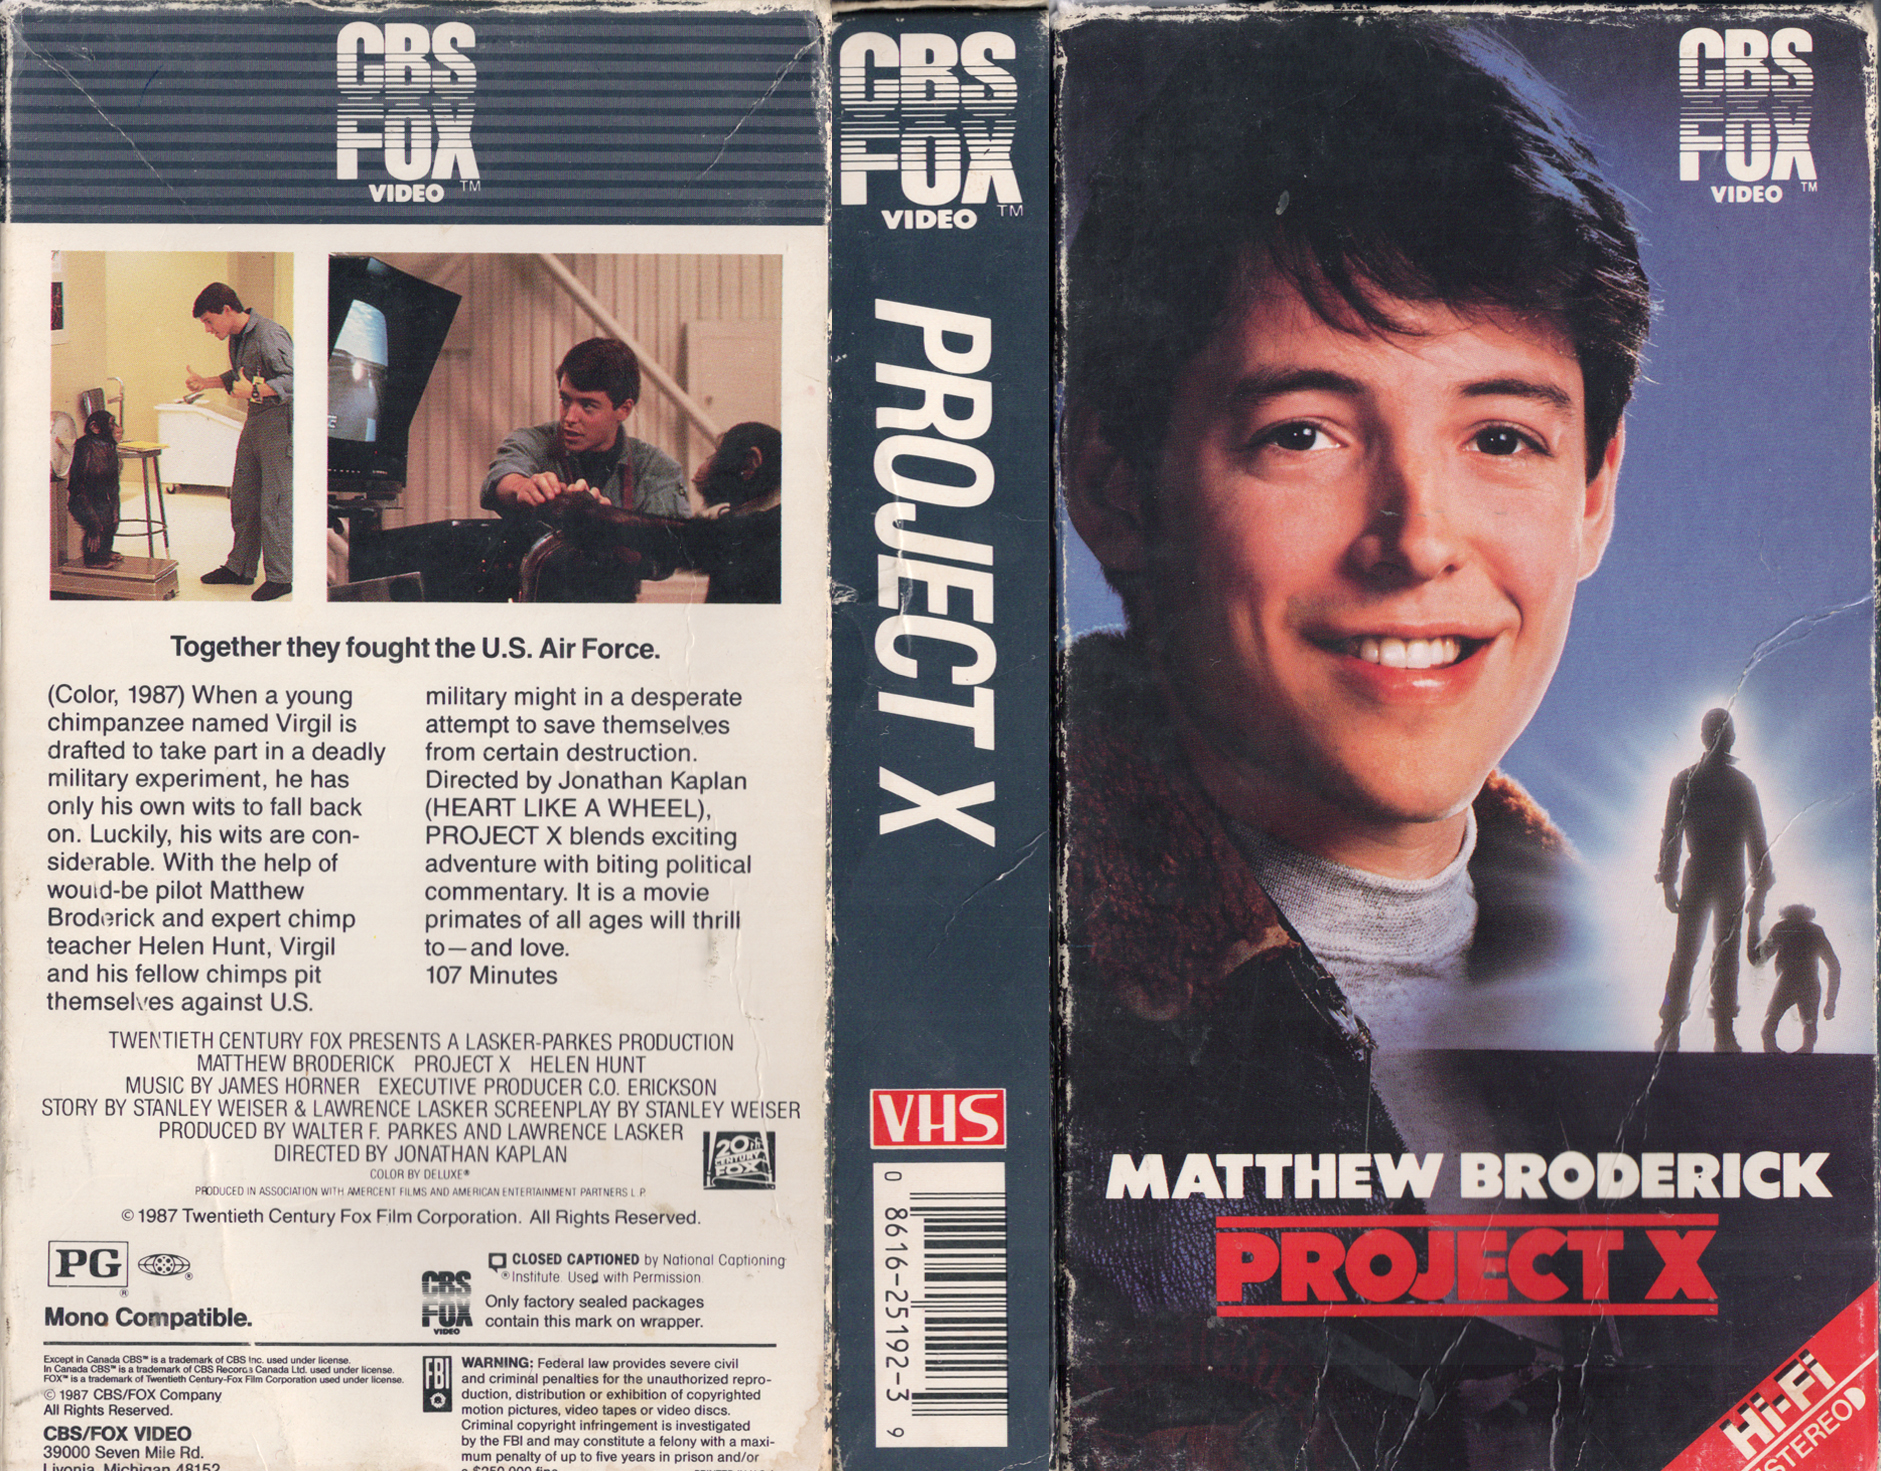 CBS
FOX
VIDEO™
Together they fought the U.S. Air Force.
(Color, 1987) When a young
chimpanzee named Virgil is
drafted to take part in a deadly
military experiment, he has
only his own wits to fall back
on. Luckily, his wits are con-
siderable. With the help of
would-be pilot Matthew
Broderick and expert chimp
teacher Helen Hunt, Virgil
and his fellow chimps pit
themselves against U.S.
military might in a desperate
attempt to save themselves
from certain destruction.
Directed by Jonathan Kaplan
(HEART LIKE A WHEEL),
PROJECT X blends exciting
adventure with biting political
commentary. It is a movie
primates of all ages will thrill
to—and love.
107 Minutes
TWENTIETH CENTURY FOX PRESENTS A LASKER-PARKES PRODUCTION
MATTHEW BRODERICK PROJECT X HELEN HUNT
MUSIC BY JAMES HORNER EXECUTIVE PRODUCER C.O. ERICKSON
STORY BY STANLEY WEISER & LAWRENCE LASKER SCREENPLAY BY STANLEY WEISER
PRODUCED BY WALTER F. PARKES AND LAWRENCE LASKER
DIRECTED BY JONATHAN KAPLAN
COLOR BY DELUXE®
PRODUCED IN ASSOCIATION WITH AMERCENT FILMS AND AMERICAN ENTERTAINMENT PARTNERS L.P.
20th
CENTURY
FOX
© 1987 Twentieth Century Fox Film Corporation. All Rights Reserved.
PG®
®
Mono Compatible.
CBS
FOX
VIDEO
CLOSED CAPTIONED by National Captioning
® Institute. Used with Permission.
Only factory sealed packages
contain this mark on wrapper.
Except in Canada CBS™ is a trademark of CBS Inc. used under license.
In Canada CBS™ is a trademark of CBS Records Canada Ltd. used under license.
FOX™ is a trademark of Twentieth Century-Fox Film Corporation used under license.
© 1987 CBS/FOX Company
All Rights Reserved.
CBS/FOX VIDEO
39000 Seven Mile Rd.
Livonia, Michigan 48152
FBI
WARNING: Federal law provides severe civil
and criminal penalties for the unauthorized repro-
duction, distribution or exhibition of copyrighted
motion pictures, video tapes or video discs.
Criminal copyright infringement is investigated
by the FBI and may constitute a felony with a maxi-
mum penalty of up to five years in prison and/or
a $250,000 fine.
CBS
FOX
VIDEO™
PROJECT X
VHS
0 8616-25192-3 9
CBS
FOX
VIDEO™
MATTHEW BRODERICK
PROJECT X
Hi-Fi
STEREO